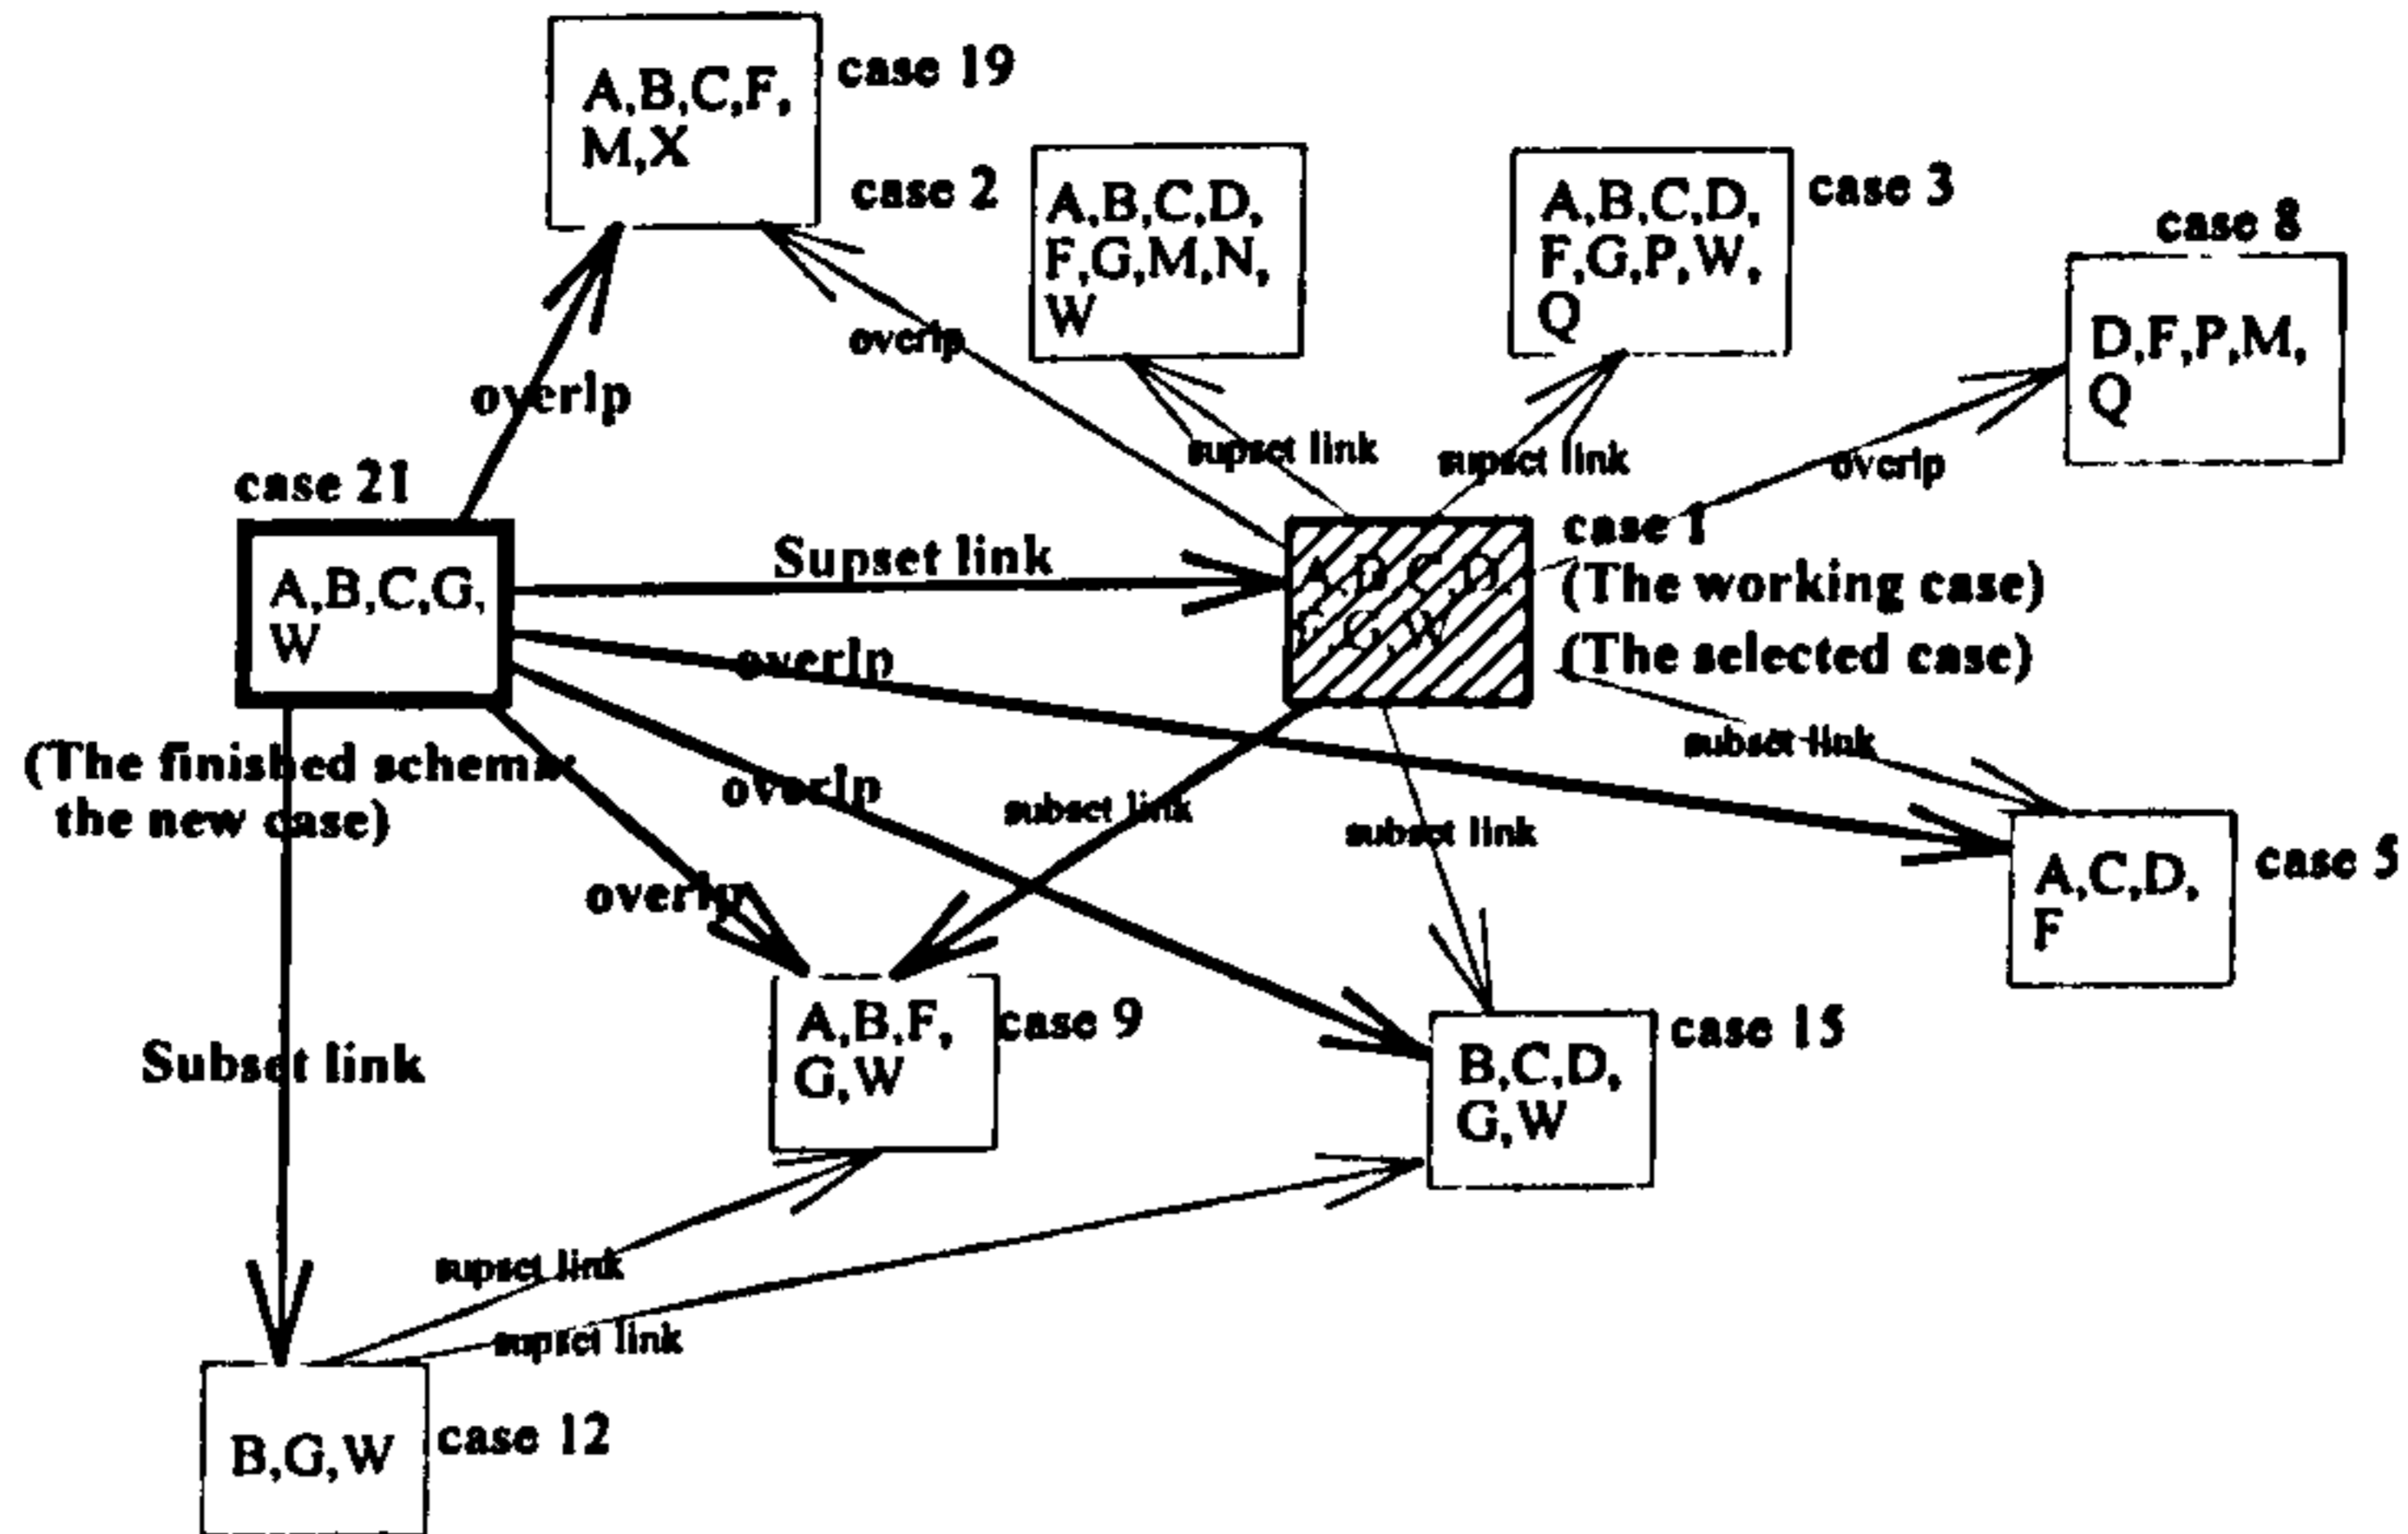 A,B,C,F,
M,X
case 19
case 2
A,B,C,D,
F,G,M,N,
W
A,B,C,D,
F,G,P,W,
Q
case 3
case 8
D,F,P,M,
Q
overlp
overlp
supset link
supset link
overlp
case 21
A,B,C,G,
W
Supset link
case 1
(The working case)
(The selected case)
overlp
subset link
(The finished schema:
the new case)
overlp
subset link
subset link
A,C,D,
F
case 5
overlp
A,B,F,
G,W
case 9
B,C,D,
G,W
case 15
Subset link
supset link
supset link
B,G,W
case 12